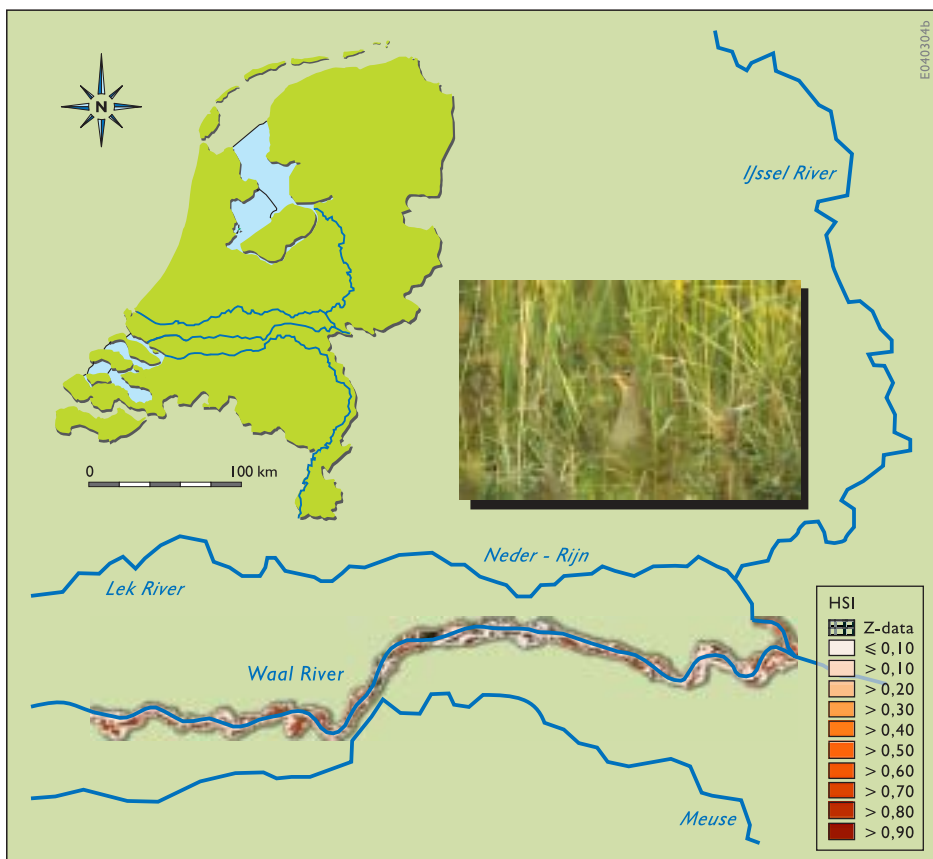 E040304b
N
IJssel River
0 100 km
Neder - Rijn
Lek River
Waal River
Meuse
HSI
Z-data
≤ 0,10
> 0,10
> 0,20
> 0,30
> 0,40
> 0,50
> 0,60
> 0,70
> 0,80
> 0,90